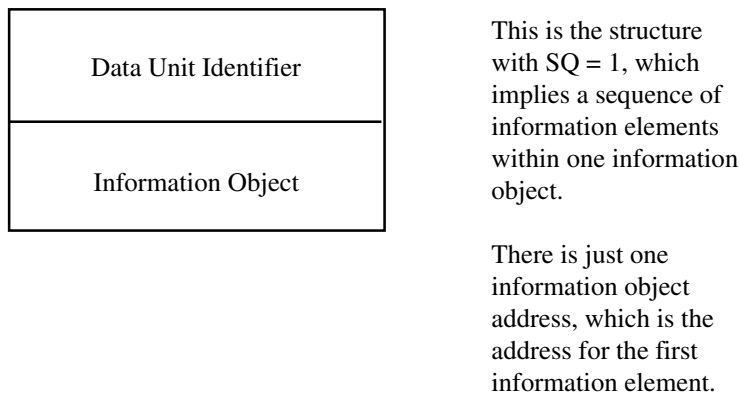 Data Unit Identifier
Information Object
This is the structure
with SQ = 1, which
implies a sequence of
information elements
within one information
object.
There is just one
information object
address, which is the
address for the first
information element.